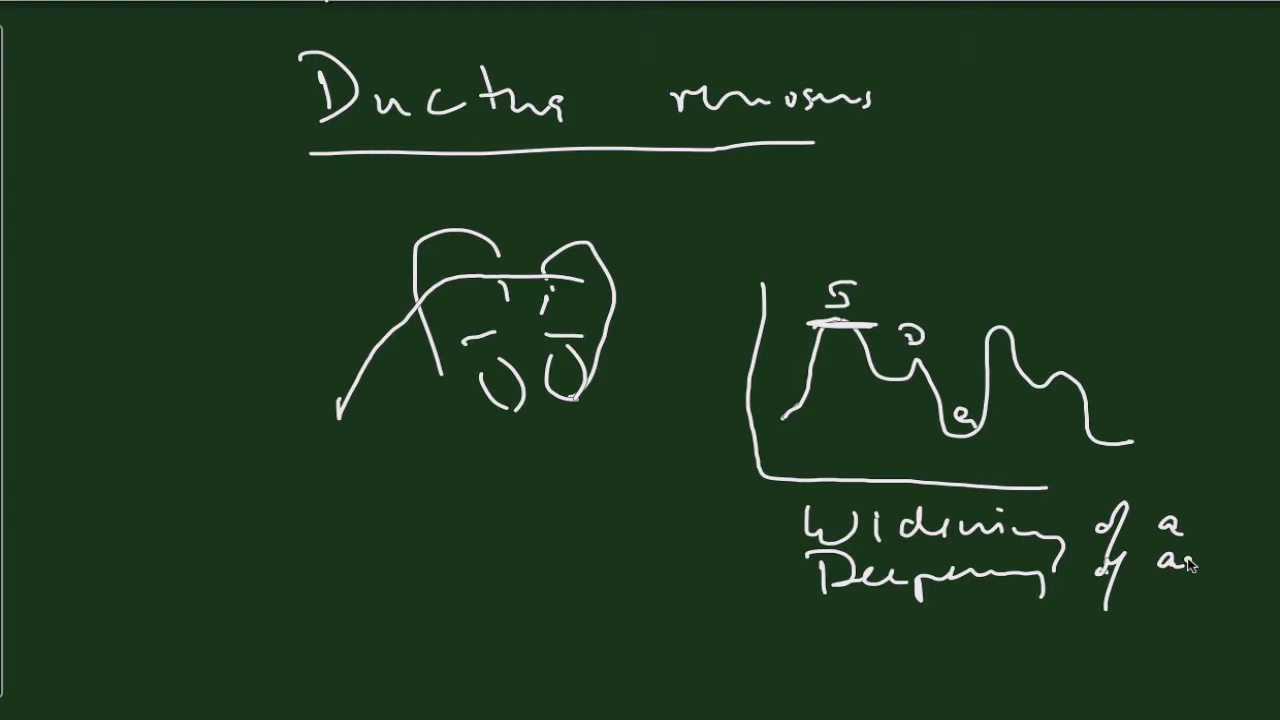 Ductus venosus
S
D
a
Widening of a
Deepening of a